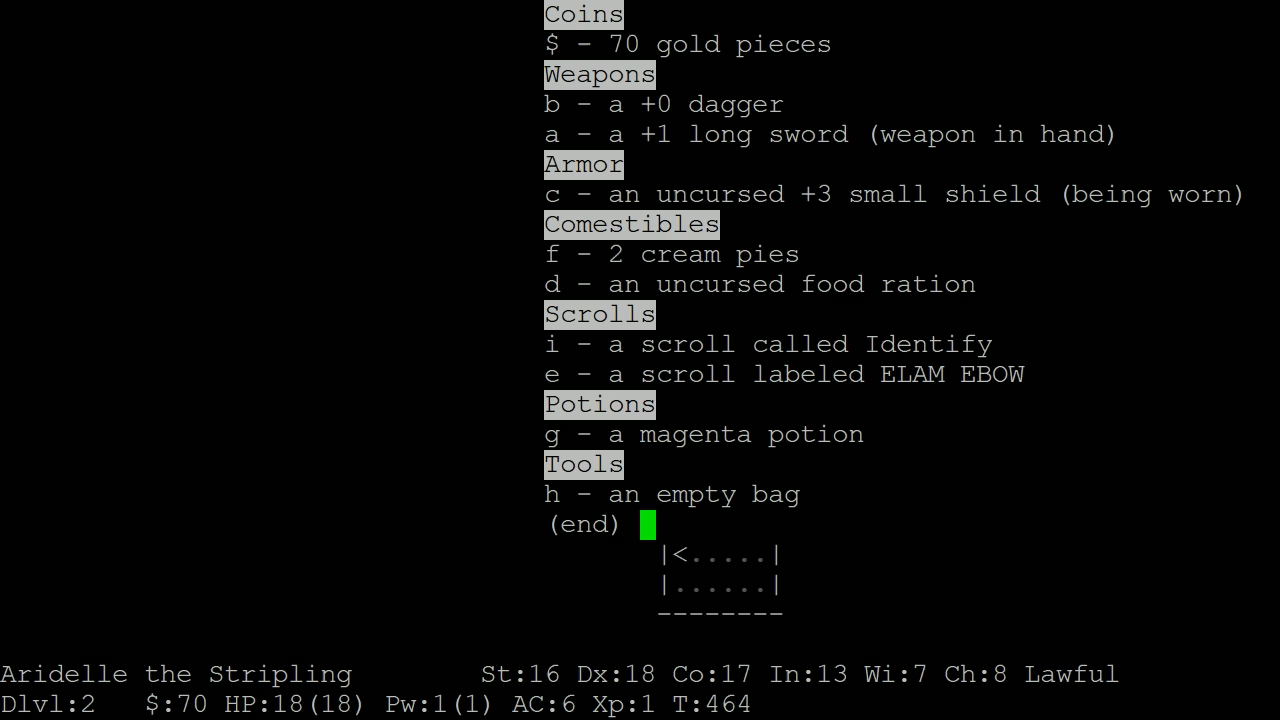 Coins
$ - 70 gold pieces
Weapons
b - a +0 dagger
a - a +1 long sword (weapon in hand)
Armor
c - an uncursed +3 small shield (being worn)
Comestibles
f - 2 cream pies
d - an uncursed food ration
Scrolls
i - a scroll called Identify
e - a scroll labeled ELAM EBOW
Potions
g - a magenta potion
Tools
h - an empty bag
(end)
|<.....|
|......|
--------
Aridelle the Stripling St:16 Dx:18 Co:17 In:13 Wi:7 Ch:8 Lawful
Dlvl:2 $:70 HP:18(18) Pw:1(1) AC:6 Xp:1 T:464